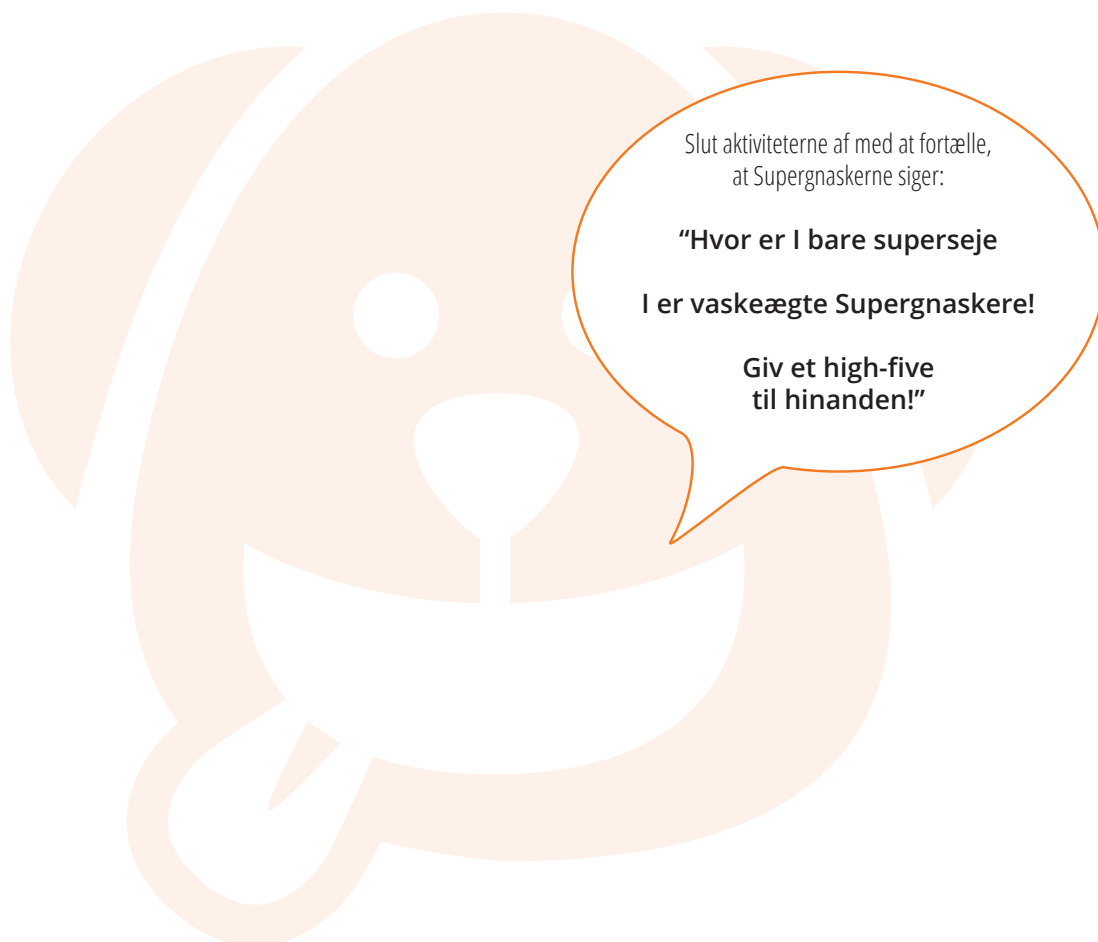 Slut aktiviteterne af med at fortælle,
at Supergnaskerne siger:
“Hvor er I bare superseje
I er vaskeægte Supergnaskere!
Giv et high-five
til hinanden!”